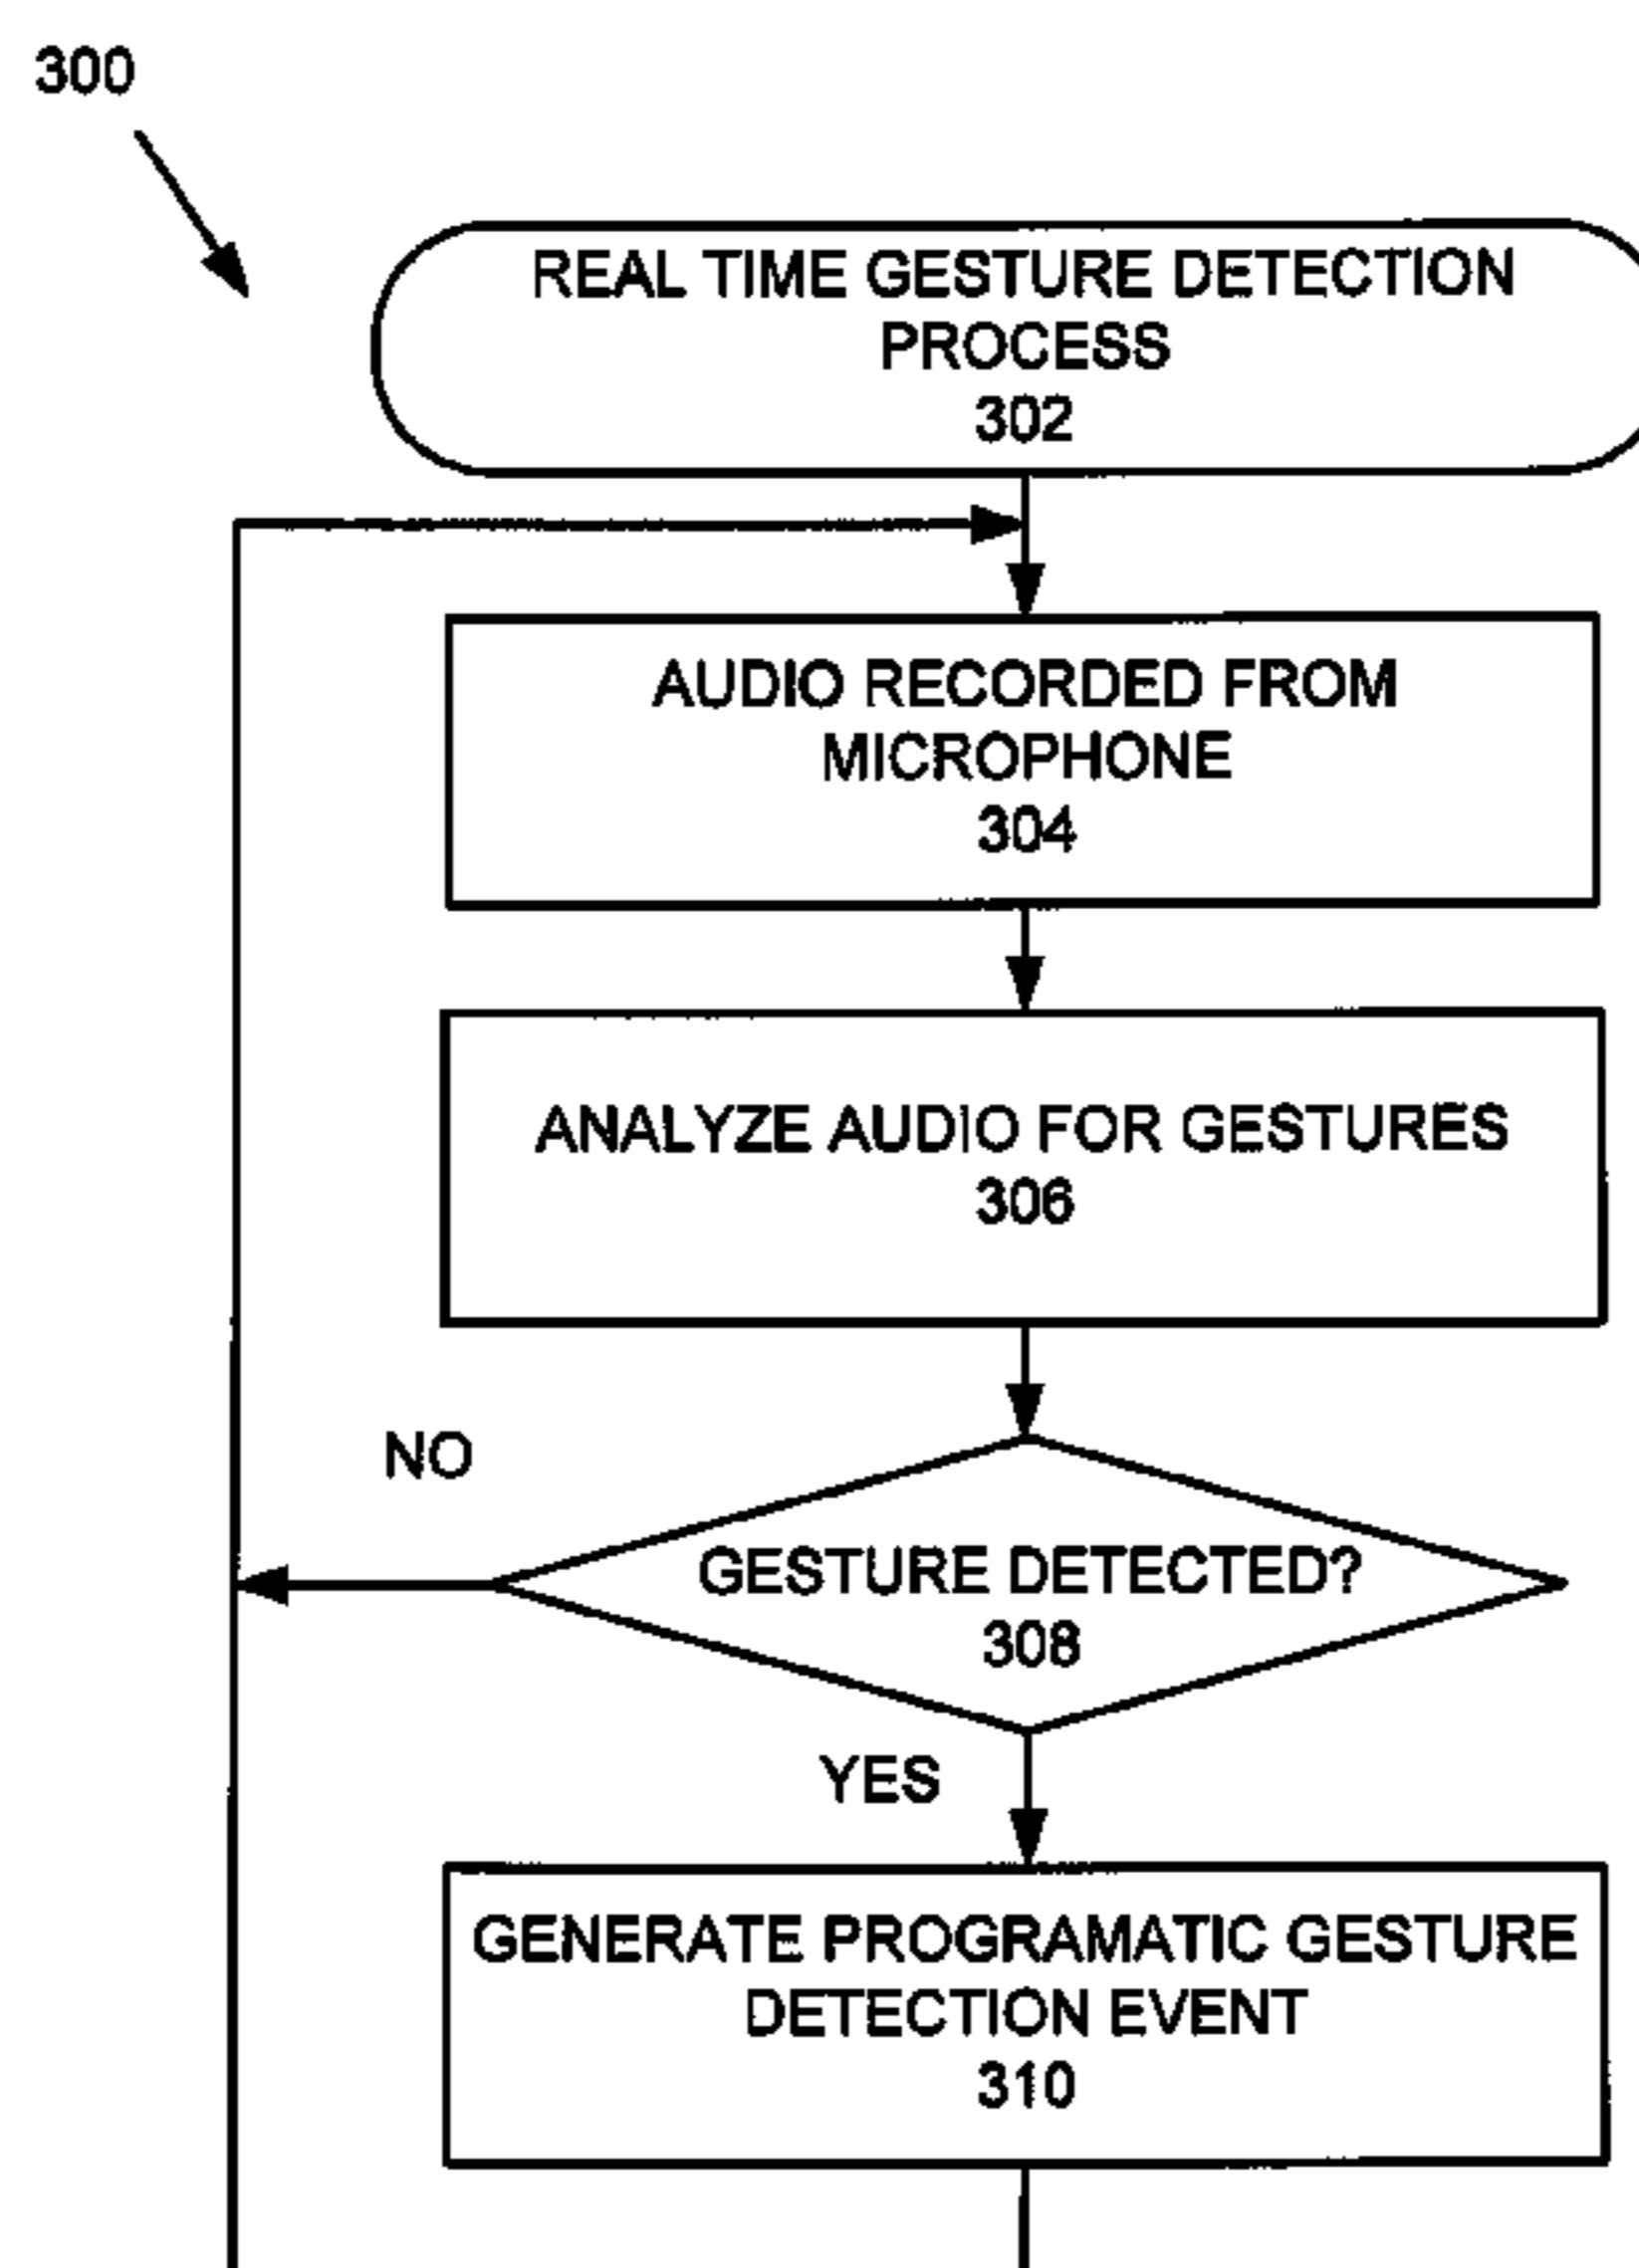 300
REAL TIME GESTURE DETECTION
PROCESS
302
AUDIO RECORDED FROM
MICROPHONE
304
ANALYZE AUDIO FOR GESTURES
306
NO
GESTURE DETECTED?
308
YES
GENERATE PROGRAMATIC GESTURE
DETECTION EVENT
310